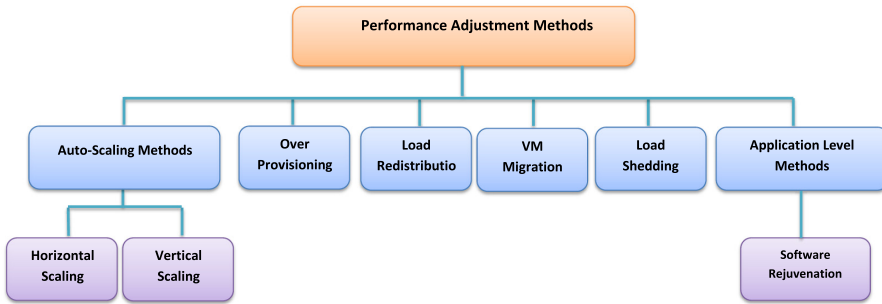 Performance Adjustment Methods
Auto-Scaling Methods
Over
Provisioning
Load
Redistributio
VM
Migration
Load
Shedding
Application Level
Methods
Horizontal
Scaling
Vertical
Scaling
Software
Rejuvenation